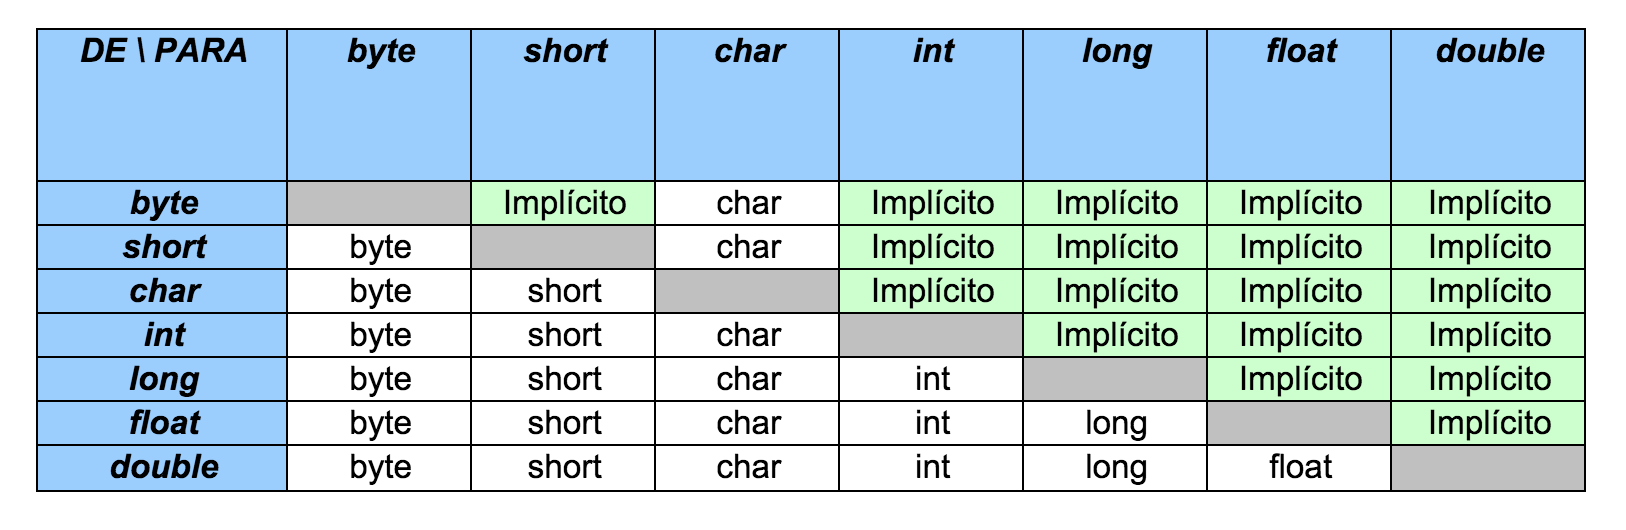 DE \ PARA byte short char int long float double
byte Implícito char Implícito Implícito Implícito Implícito
short byte char Implícito Implícito Implícito Implícito
char byte short Implícito Implícito Implícito Implícito
int byte short char Implícito Implícito Implícito
long byte short char int Implícito Implícito
float byte short char int long Implícito
double byte short char int long float